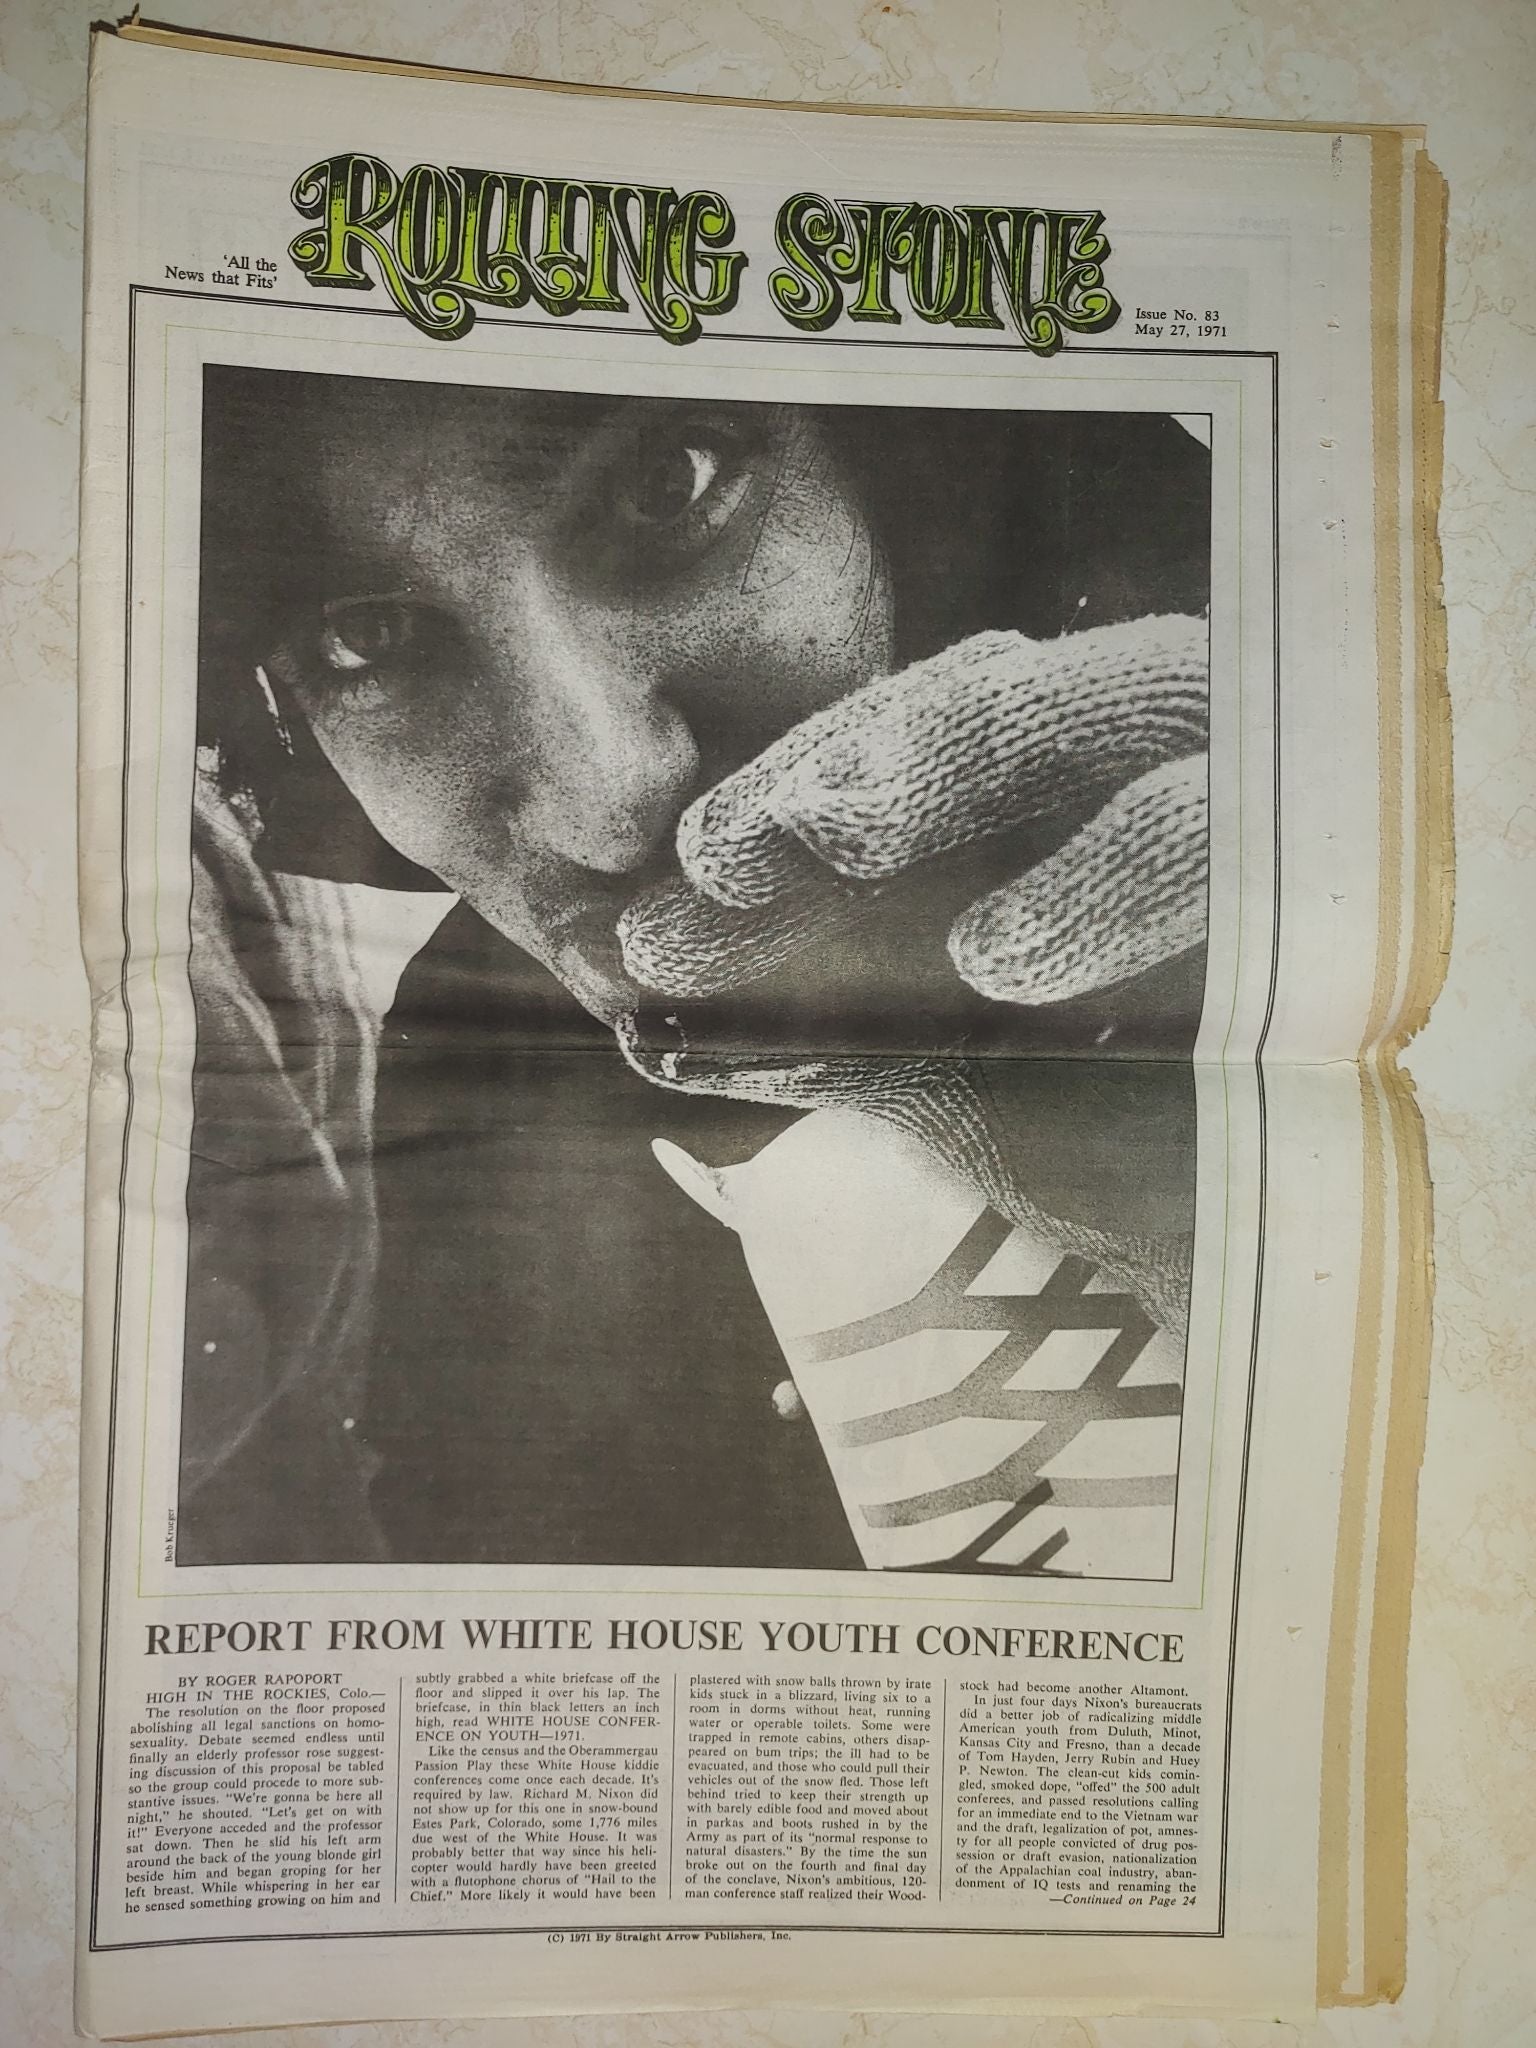 ROLLING STONE
'All the
News that Fits'
Issue No. 83
May 27, 1971
Bob Krueger
REPORT FROM WHITE HOUSE YOUTH CONFERENCE
BY ROGER RAPOPORT
HIGH IN THE ROCKIES, Colo.—
The resolution on the floor proposed
abolishing all legal sanctions on homo-
sexuality. Debate seemed endless until
finally an elderly professor rose suggest-
ing discussion of this proposal be tabled
so the group could procede to more sub-
stantive issues. "We're gonna be here all
night," he shouted. "Let's get on with
it!" Everyone acceded and the professor
sat down. Then he slid his left arm
around the back of the young blonde girl
beside him and began groping for her
left breast. While whispering in her ear
he sensed something growing on him and
subtly grabbed a white briefcase off the
floor and slipped it over his lap. The
briefcase, in thin black letters an inch
high, read WHITE HOUSE CONFER-
ENCE ON YOUTH—1971.
Like the census and the Oberammergau
Passion Play these White House kiddie
conferences come once each decade. It's
required by law. Richard M. Nixon did
not show up for this one in snow-bound
Estes Park, Colorado, some 1,776 miles
due west of the White House. It was
probably better that way since his heli-
copter would hardly have been greeted
with a flutophone chorus of "Hail to the
Chief." More likely it would have been
plastered with snow balls thrown by irate
kids stuck in a blizzard, living six to a
room in dorms without heat, running
water or operable toilets. Some were
trapped in remote cabins, others disap-
peared on bum trips; the ill had to be
evacuated, and those who could pull their
vehicles out of the snow fled. Those left
behind tried to keep their strength up
with barely edible food and moved about
in parkas and boots rushed in by the
Army as part of its "normal response to
natural disasters." By the time the sun
broke out on the fourth and final day
of the conclave, Nixon's ambitious, 120-
man conference staff realized their Wood-
stock had become another Altamont.
In just four days Nixon's bureaucrats
did a better job of radicalizing middle
American youth from Duluth, Minot,
Kansas City and Fresno, than a decade
of Tom Hayden, Jerry Rubin and Huey
P. Newton. The clean-cut kids comin-
gled, smoked dope, "offed" the 500 adult
conferees, and passed resolutions calling
for an immediate end to the Vietnam war
and the draft, legalization of pot, amnes-
ty for all people convicted of drug pos-
session or draft evasion, nationalization
of the Appalachian coal industry, aban-
donment of IQ tests and renaming the
—Continued on Page 24
(C) 1971 By Straight Arrow Publishers, Inc.